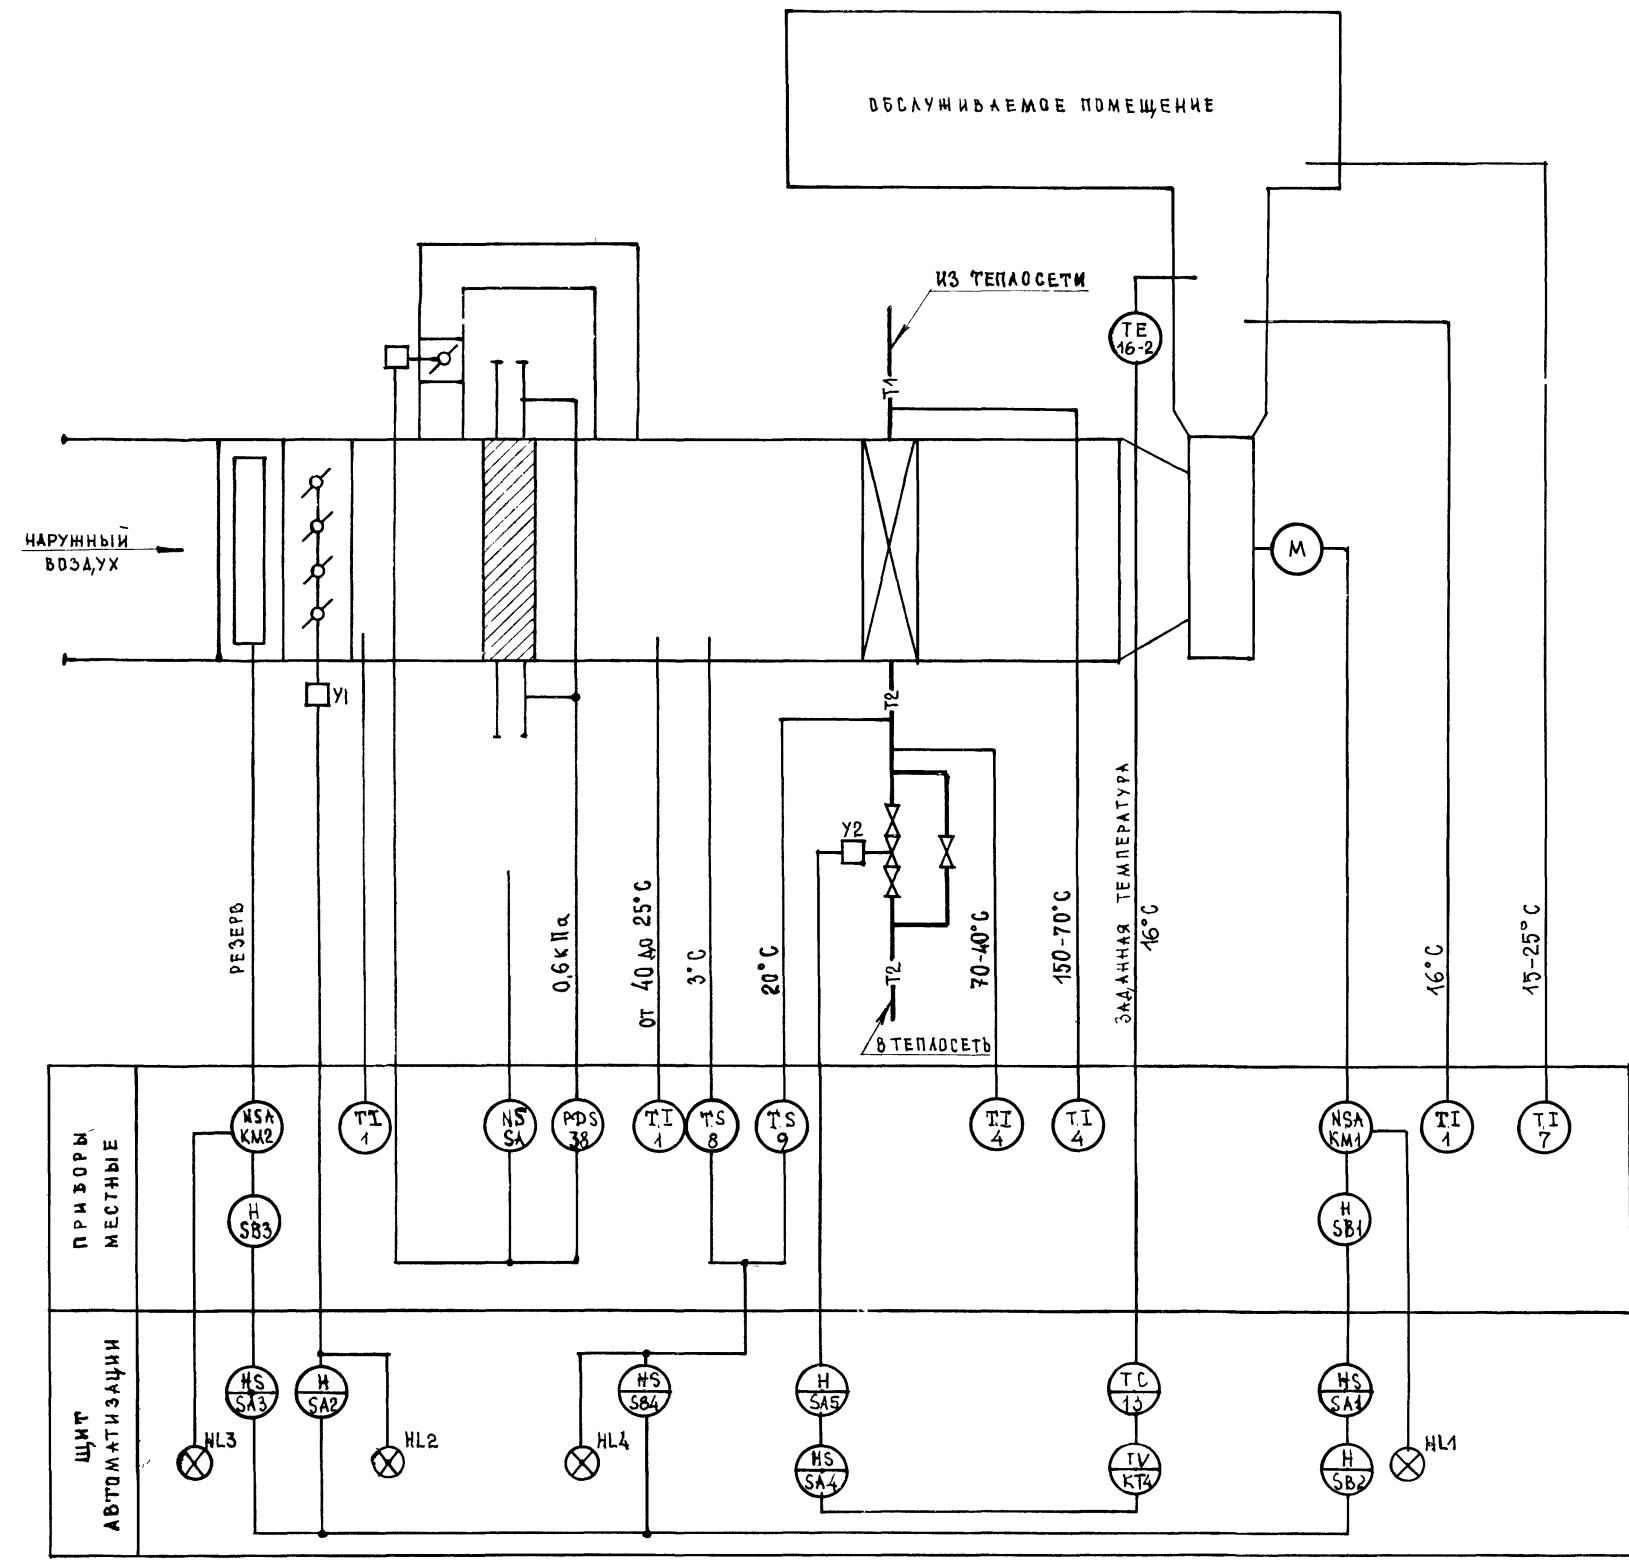 ОБСЛУЖИВАЕМОЕ ПОМЕЩЕНИЕ
ИЗ ТЕПЛОСЕТИ
TE
16-2
Т1
НАРУЖНЫЙ
ВОЗДУХ
М
У1
Т2
У2
Т2
В ТЕПЛОСЕТЬ
РЕЗЕРВ
0,6 кПа
ОТ 40 ДО 25°С
3°С
20°С
70-40°С
150-70°С
ЗАДАННАЯ ТЕМПЕРАТУРА
16°С
16°С
15-25°С
ПРИБОРЫ
МЕСТНЫЕ
NSA
KM2
TI
1
NS
SA
PDS
38
TI
1
TS
8
TS
9
TI
4
TI
4
NSA
KM1
TI
1
TI
7
H
SB3
H
SB1
ЩИТ
АВТОМАТИЗАЦИИ
HS
SA3
H
SA2
HS
SB4
H
SA5
TC
13
HS
SA1
HL3
HL2
HL4
HS
SA4
TV
KT4
H
SB2
HL1